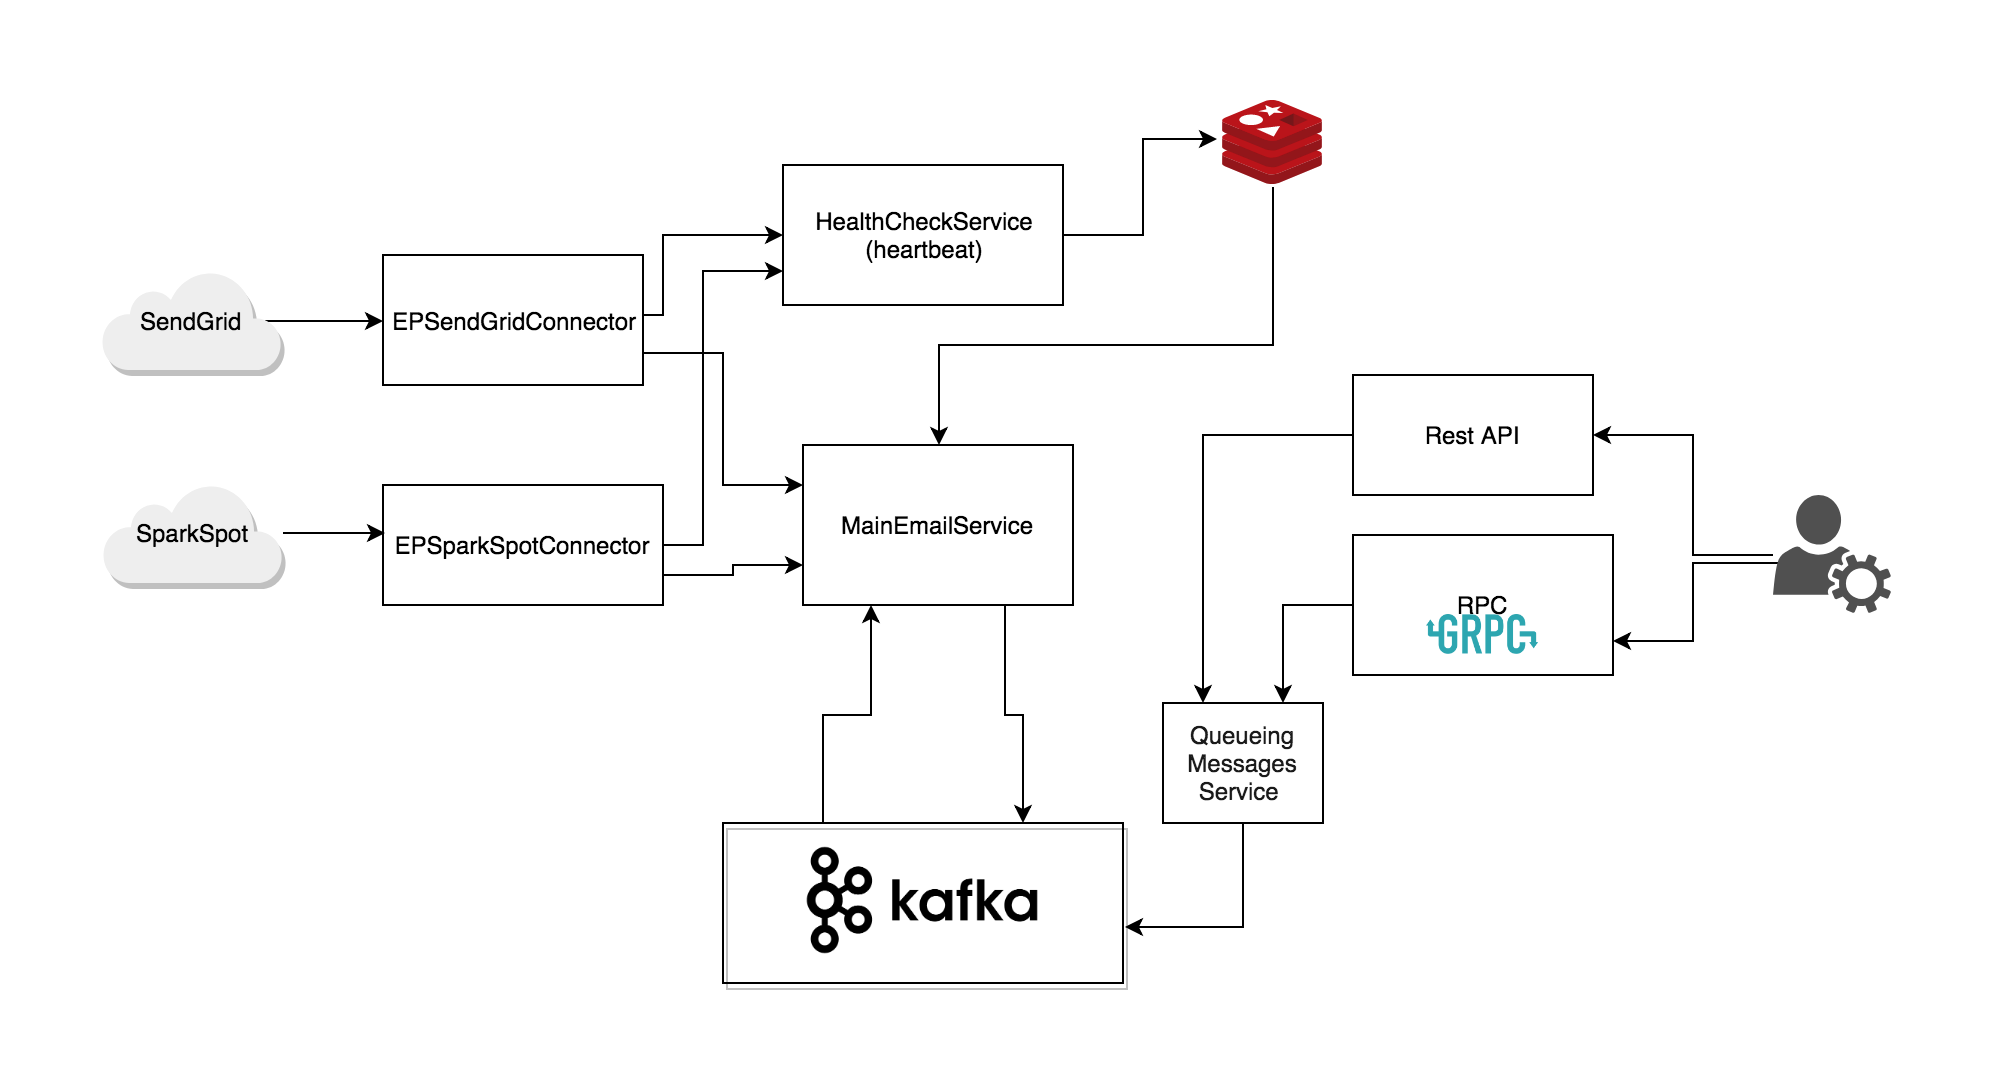 HealthCheckService
(heartbeat)
SendGrid
EPSendGridConnector
SparkSpot
EPSparkSpotConnector
MainEmailService
Rest API
RPC
GRPC
Queueing
Messages
Service
kafka